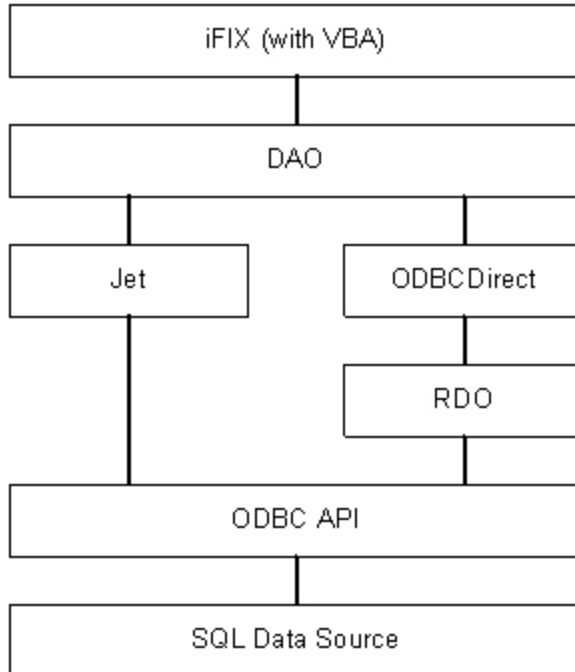 iFIX (with VBA)
DAO
Jet
ODBCDirect
RDO
ODBC API
SQL Data Source